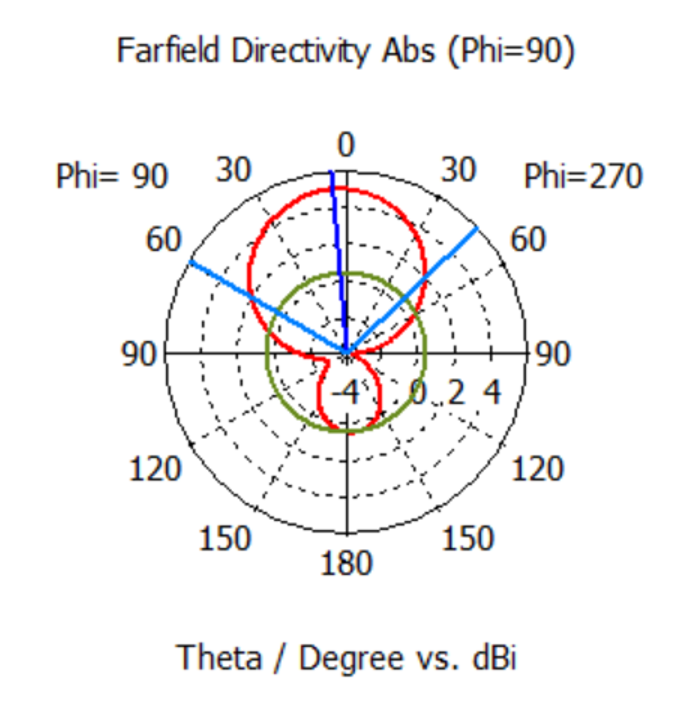 Farfield Directivity Abs (Phi=90)
0
Phi= 90 30 30 Phi=270
60 60
90 -4 0 2 4 90
120 120
150 150
180
Theta / Degree vs. dBi